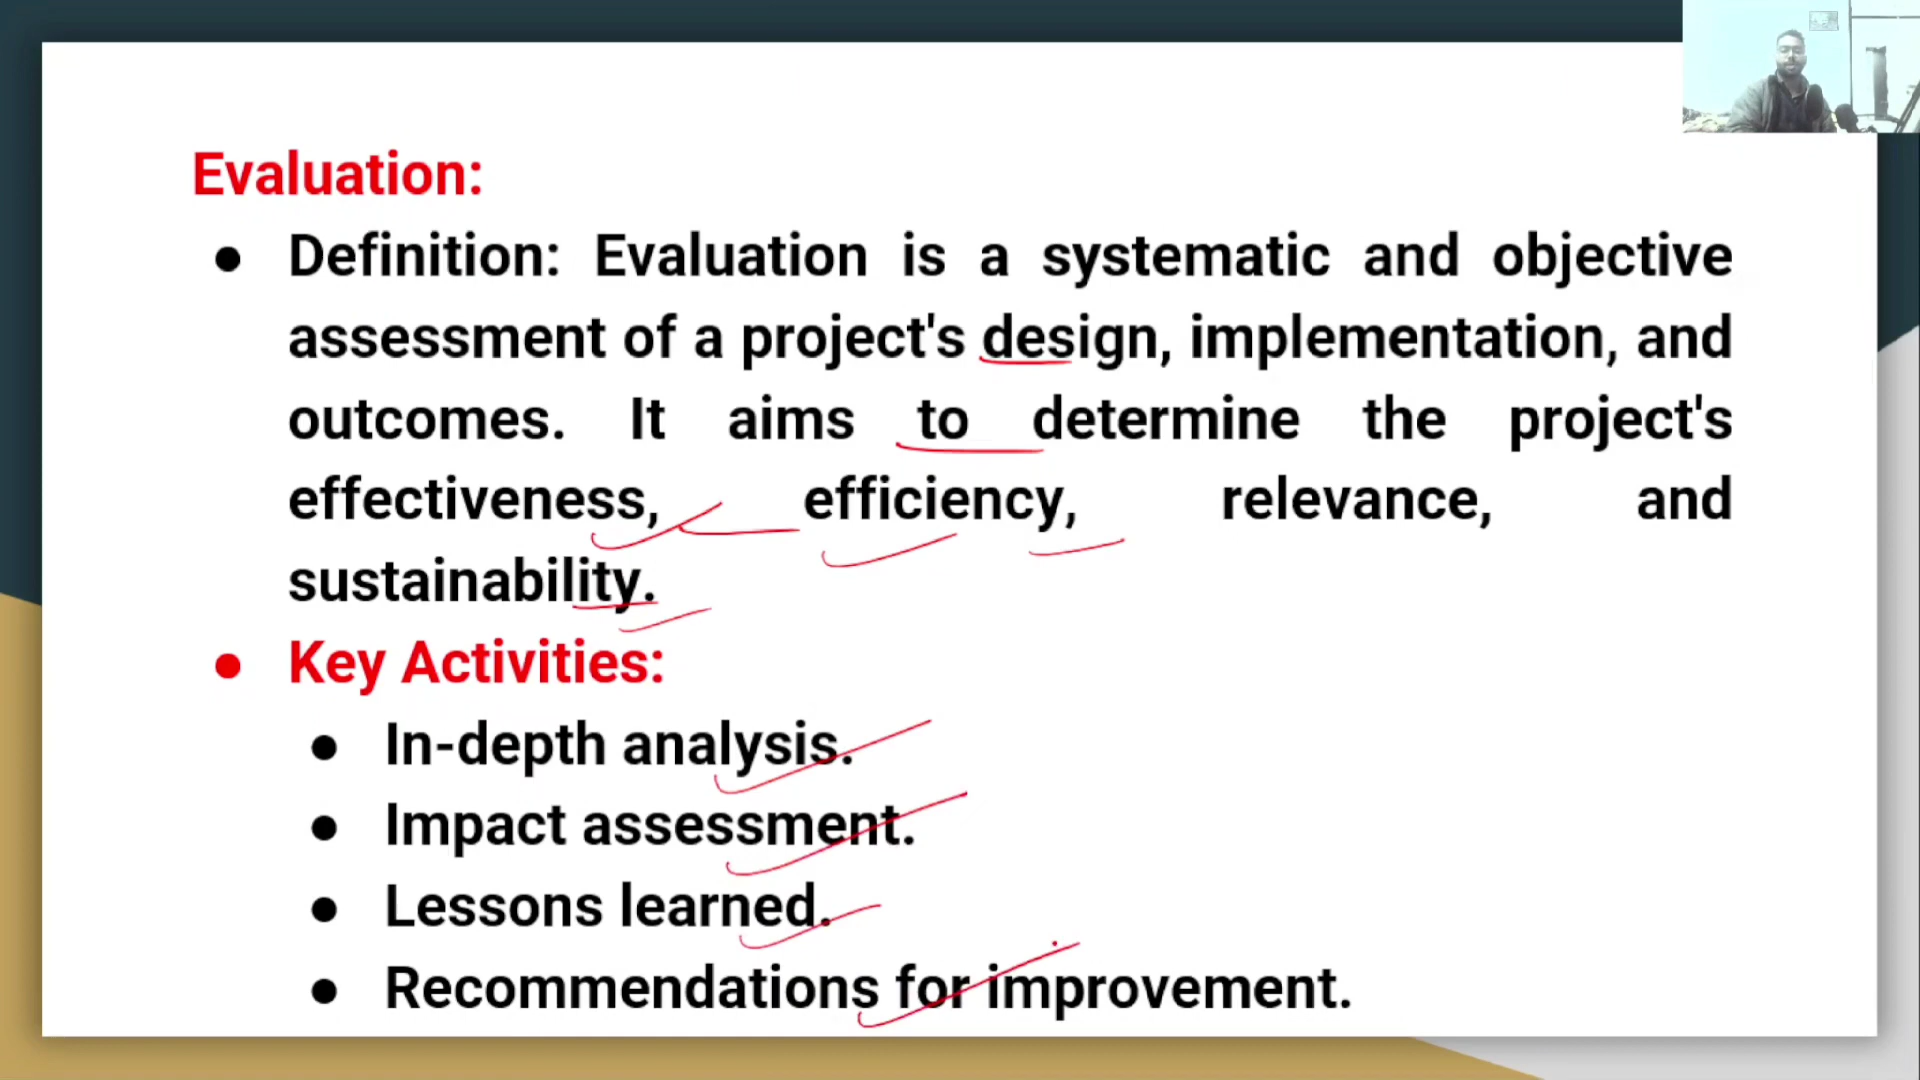 Evaluation:
● Definition: Evaluation is a systematic and objective
assessment of a project's design, implementation, and
outcomes. It aims to determine the project's
effectiveness, efficiency, relevance, and
sustainability.
● Key Activities:
● In-depth analysis.
● Impact assessment.
● Lessons learned.
● Recommendations for improvement.